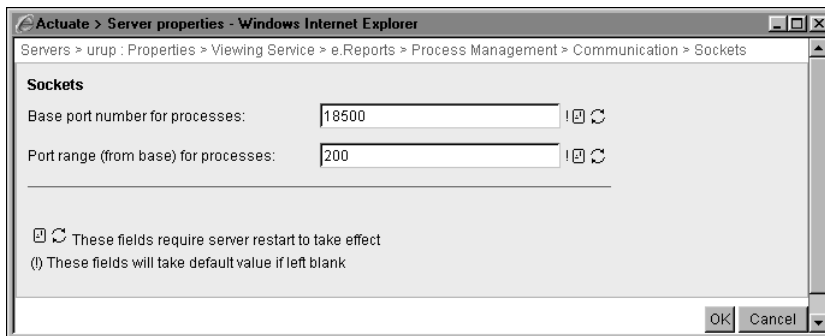 Actuate > Server properties - Windows Internet Explorer
Servers > urup : Properties > Viewing Service > e.Reports > Process Management > Communication > Sockets
Sockets
Base port number for processes: 18500 !
Port range (from base) for processes: 200 !
These fields require server restart to take effect
(!) These fields will take default value if left blank
OK Cancel